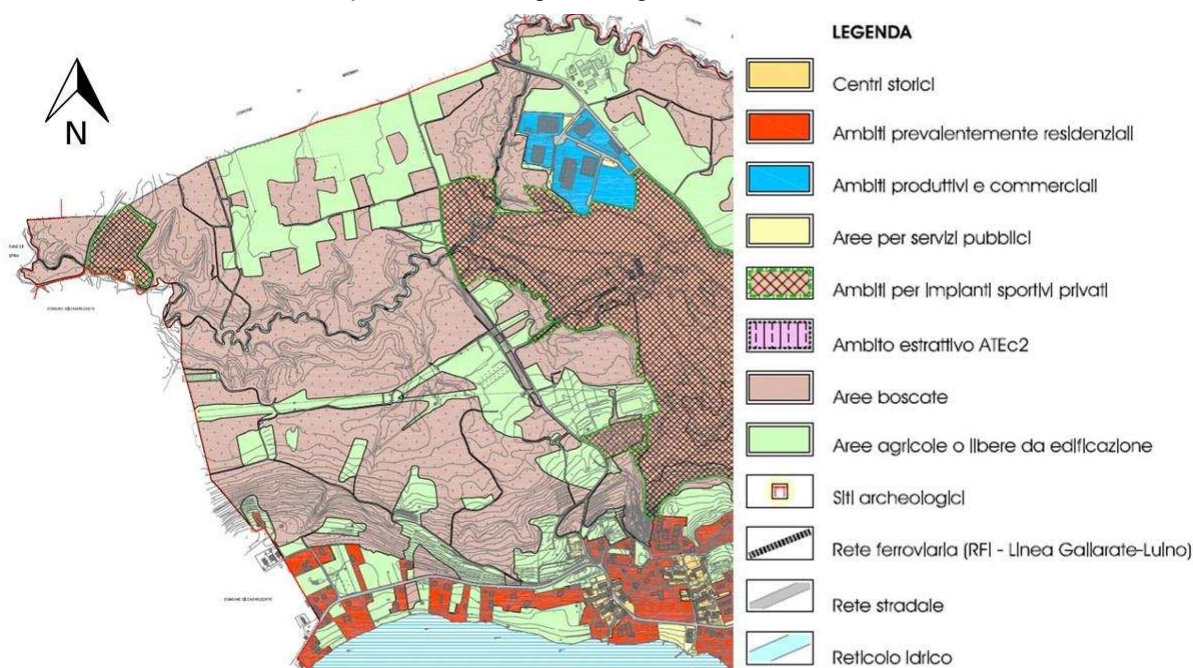 N
COMUNE
LEGENDA
Centri storici
Ambiti prevalentemente residenziali
Ambiti produttivi e commerciali
Aree per servizi pubblici
Ambiti per impianti sportivi privati
Ambito estrattivo ATEc2
Aree boscate
Aree agricole o libere da edificazione
Siti archeologici
Rete ferroviaria (RFI - Linea Gallarate-Luino)
Rete stradale
Reticolo idrico